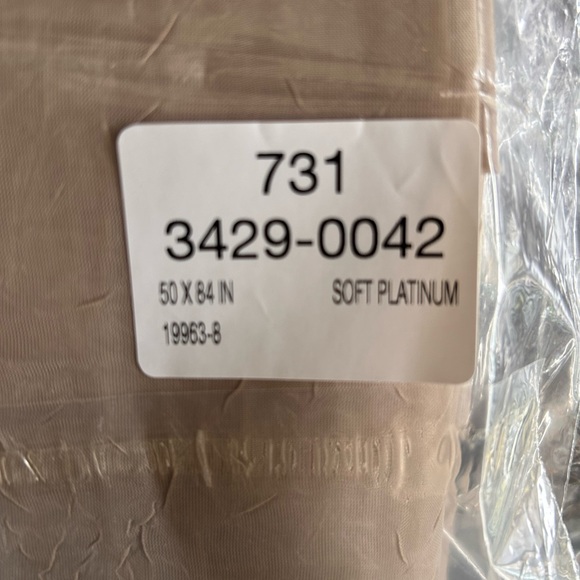 731
3429-0042
50 X 84 IN SOFT PLATINUM
19963-8